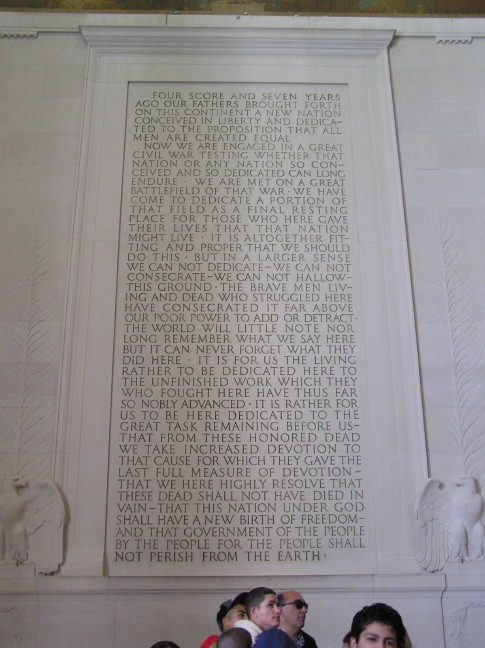 FOUR SCORE AND SEVEN YEARS
AGO OUR FATHERS BROUGHT FORTH
ON THIS CONTINENT A NEW NATION
CONCEIVED IN LIBERTY AND DEDICA-
TED TO THE PROPOSITION THAT ALL
MEN ARE CREATED EQUAL ·
NOW WE ARE ENGAGED IN A GREAT
CIVIL WAR TESTING WHETHER THAT
NATION OR ANY NATION SO CON-
CEIVED AND SO DEDICATED CAN LONG
ENDURE · WE ARE MET ON A GREAT
BATTLEFIELD OF THAT WAR · WE HAVE
COME TO DEDICATE A PORTION OF
THAT FIELD AS A FINAL RESTING
PLACE FOR THOSE WHO HERE GAVE
THEIR LIVES THAT THAT NATION
MIGHT LIVE · IT IS ALTOGETHER FIT-
TING AND PROPER THAT WE SHOULD
DO THIS · BUT IN A LARGER SENSE
WE CAN NOT DEDICATE–WE CAN NOT
CONSECRATE–WE CAN NOT HALLOW–
THIS GROUND · THE BRAVE MEN LIV-
ING AND DEAD WHO STRUGGLED HERE
HAVE CONSECRATED IT FAR ABOVE
OUR POOR POWER TO ADD OR DETRACT ·
THE WORLD WILL LITTLE NOTE NOR
LONG REMEMBER WHAT WE SAY HERE
BUT IT CAN NEVER FORGET WHAT THEY
DID HERE · IT IS FOR US THE LIVING
RATHER TO BE DEDICATED HERE TO
THE UNFINISHED WORK WHICH THEY
WHO FOUGHT HERE HAVE THUS FAR
SO NOBLY ADVANCED · IT IS RATHER FOR
US TO BE HERE DEDICATED TO THE
GREAT TASK REMAINING BEFORE US–
THAT FROM THESE HONORED DEAD
WE TAKE INCREASED DEVOTION TO
THAT CAUSE FOR WHICH THEY GAVE THE
LAST FULL MEASURE OF DEVOTION–
THAT WE HERE HIGHLY RESOLVE THAT
THESE DEAD SHALL NOT HAVE DIED IN
VAIN–THAT THIS NATION UNDER GOD
SHALL HAVE A NEW BIRTH OF FREEDOM–
AND THAT GOVERNMENT OF THE PEOPLE
BY THE PEOPLE FOR THE PEOPLE SHALL
NOT PERISH FROM THE EARTH ·